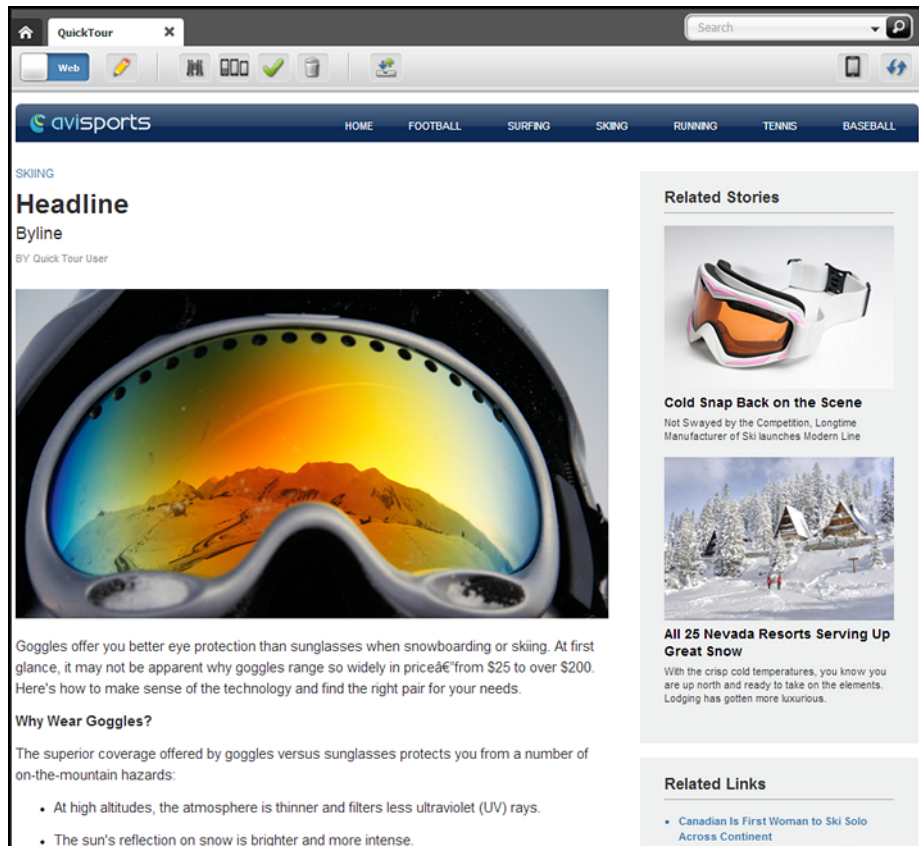 QuickTour
Search
Web
avisports
HOME FOOTBALL SURFING SKIING RUNNING TENNIS BASEBALL
SKIING
Headline
Byline
BY Quick Tour User
Goggles offer you better eye protection than sunglasses when snowboarding or skiing. At first
glance, it may not be apparent why goggles range so widely in priceâ€"from $25 to over $200.
Here's how to make sense of the technology and find the right pair for your needs.
Why Wear Goggles?
The superior coverage offered by goggles versus sunglasses protects you from a number of
on-the-mountain hazards:
• At high altitudes, the atmosphere is thinner and filters less ultraviolet (UV) rays.
• The sun's reflection on snow is brighter and more intense.
Related Stories
Cold Snap Back on the Scene
Not Swayed by the Competition, Longtime
Manufacturer of Ski launches Modern Line
All 25 Nevada Resorts Serving Up
Great Snow
With the crisp cold temperatures, you know you
are up north and ready to take on the elements.
Lodging has gotten more luxurious.
Related Links
• Canadian Is First Woman to Ski Solo
Across Continent